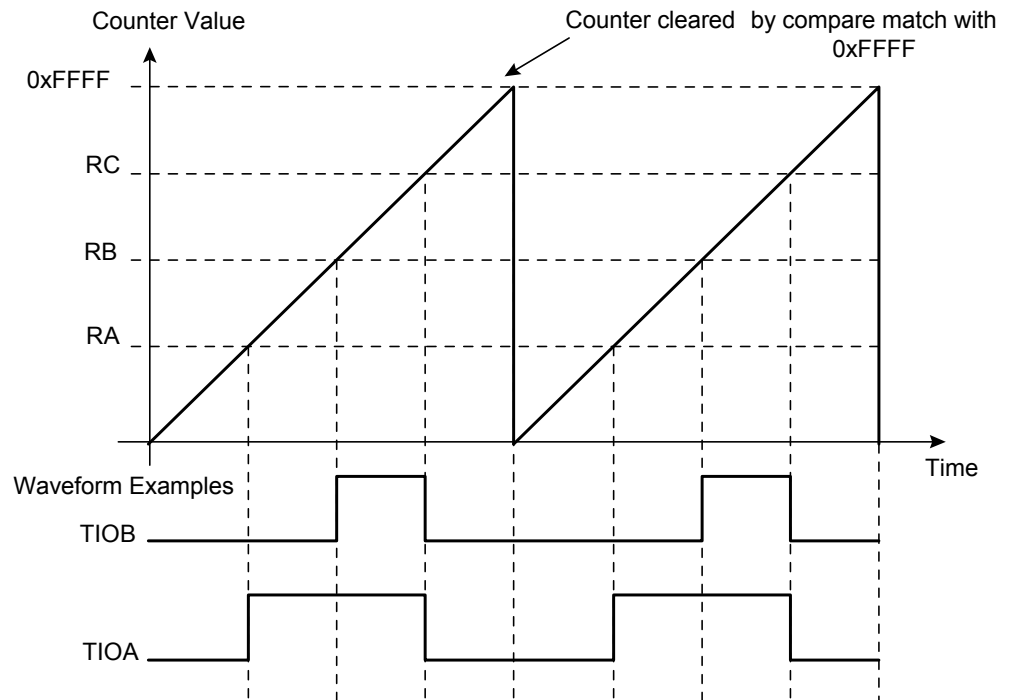 Counter Value
Counter cleared by compare match with
0xFFFF
0xFFFF
RC
RB
RA
Time
Waveform Examples
TIOB
TIOA